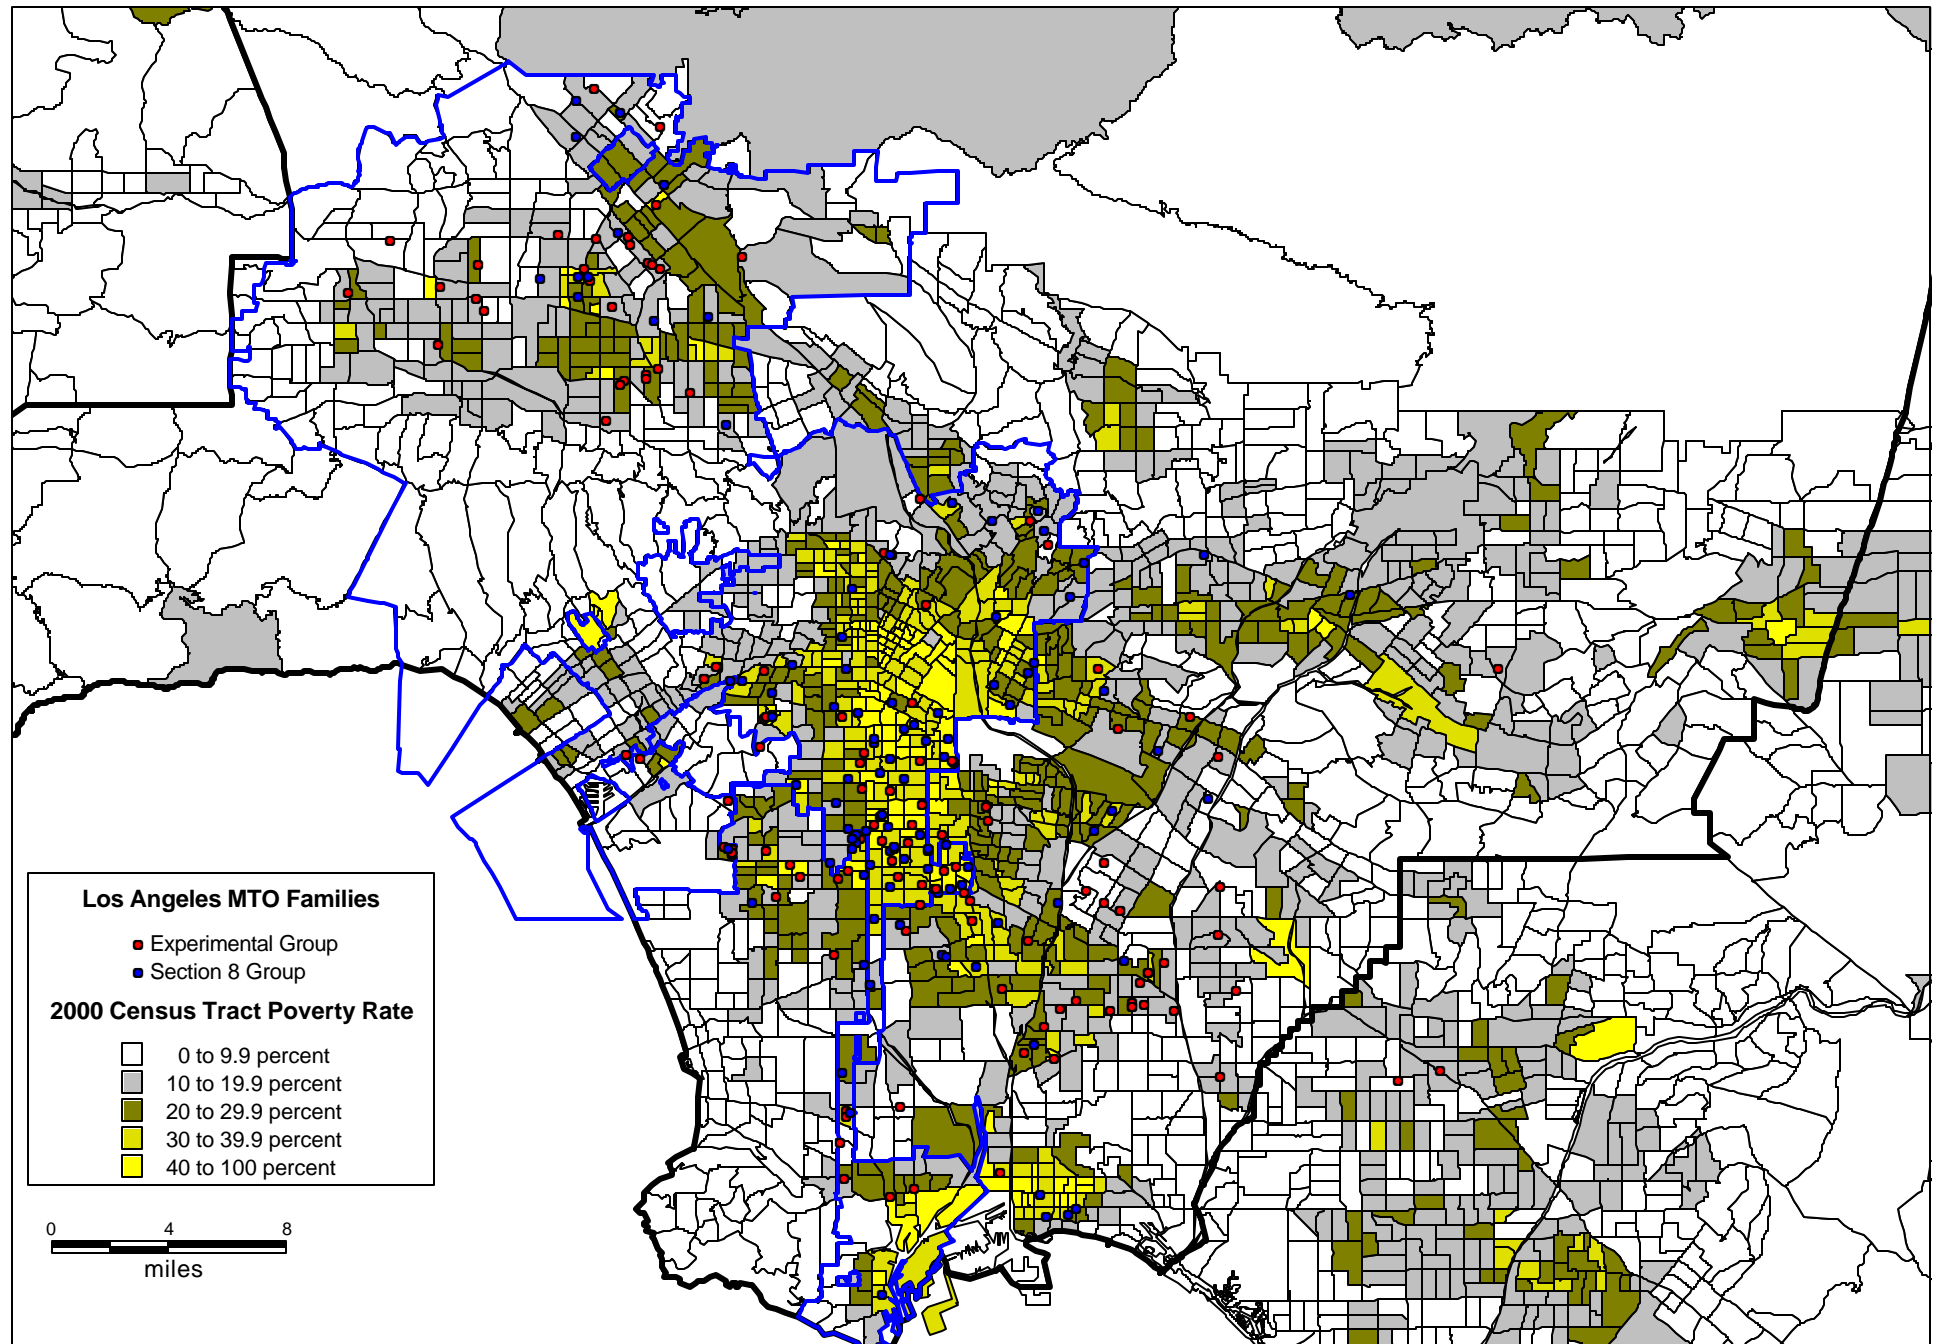 Los Angeles MTO Families
Experimental Group
Section 8 Group
2000 Census Tract Poverty Rate
0 to 9.9 percent
10 to 19.9 percent
20 to 29.9 percent
30 to 39.9 percent
40 to 100 percent
0 4 8
miles